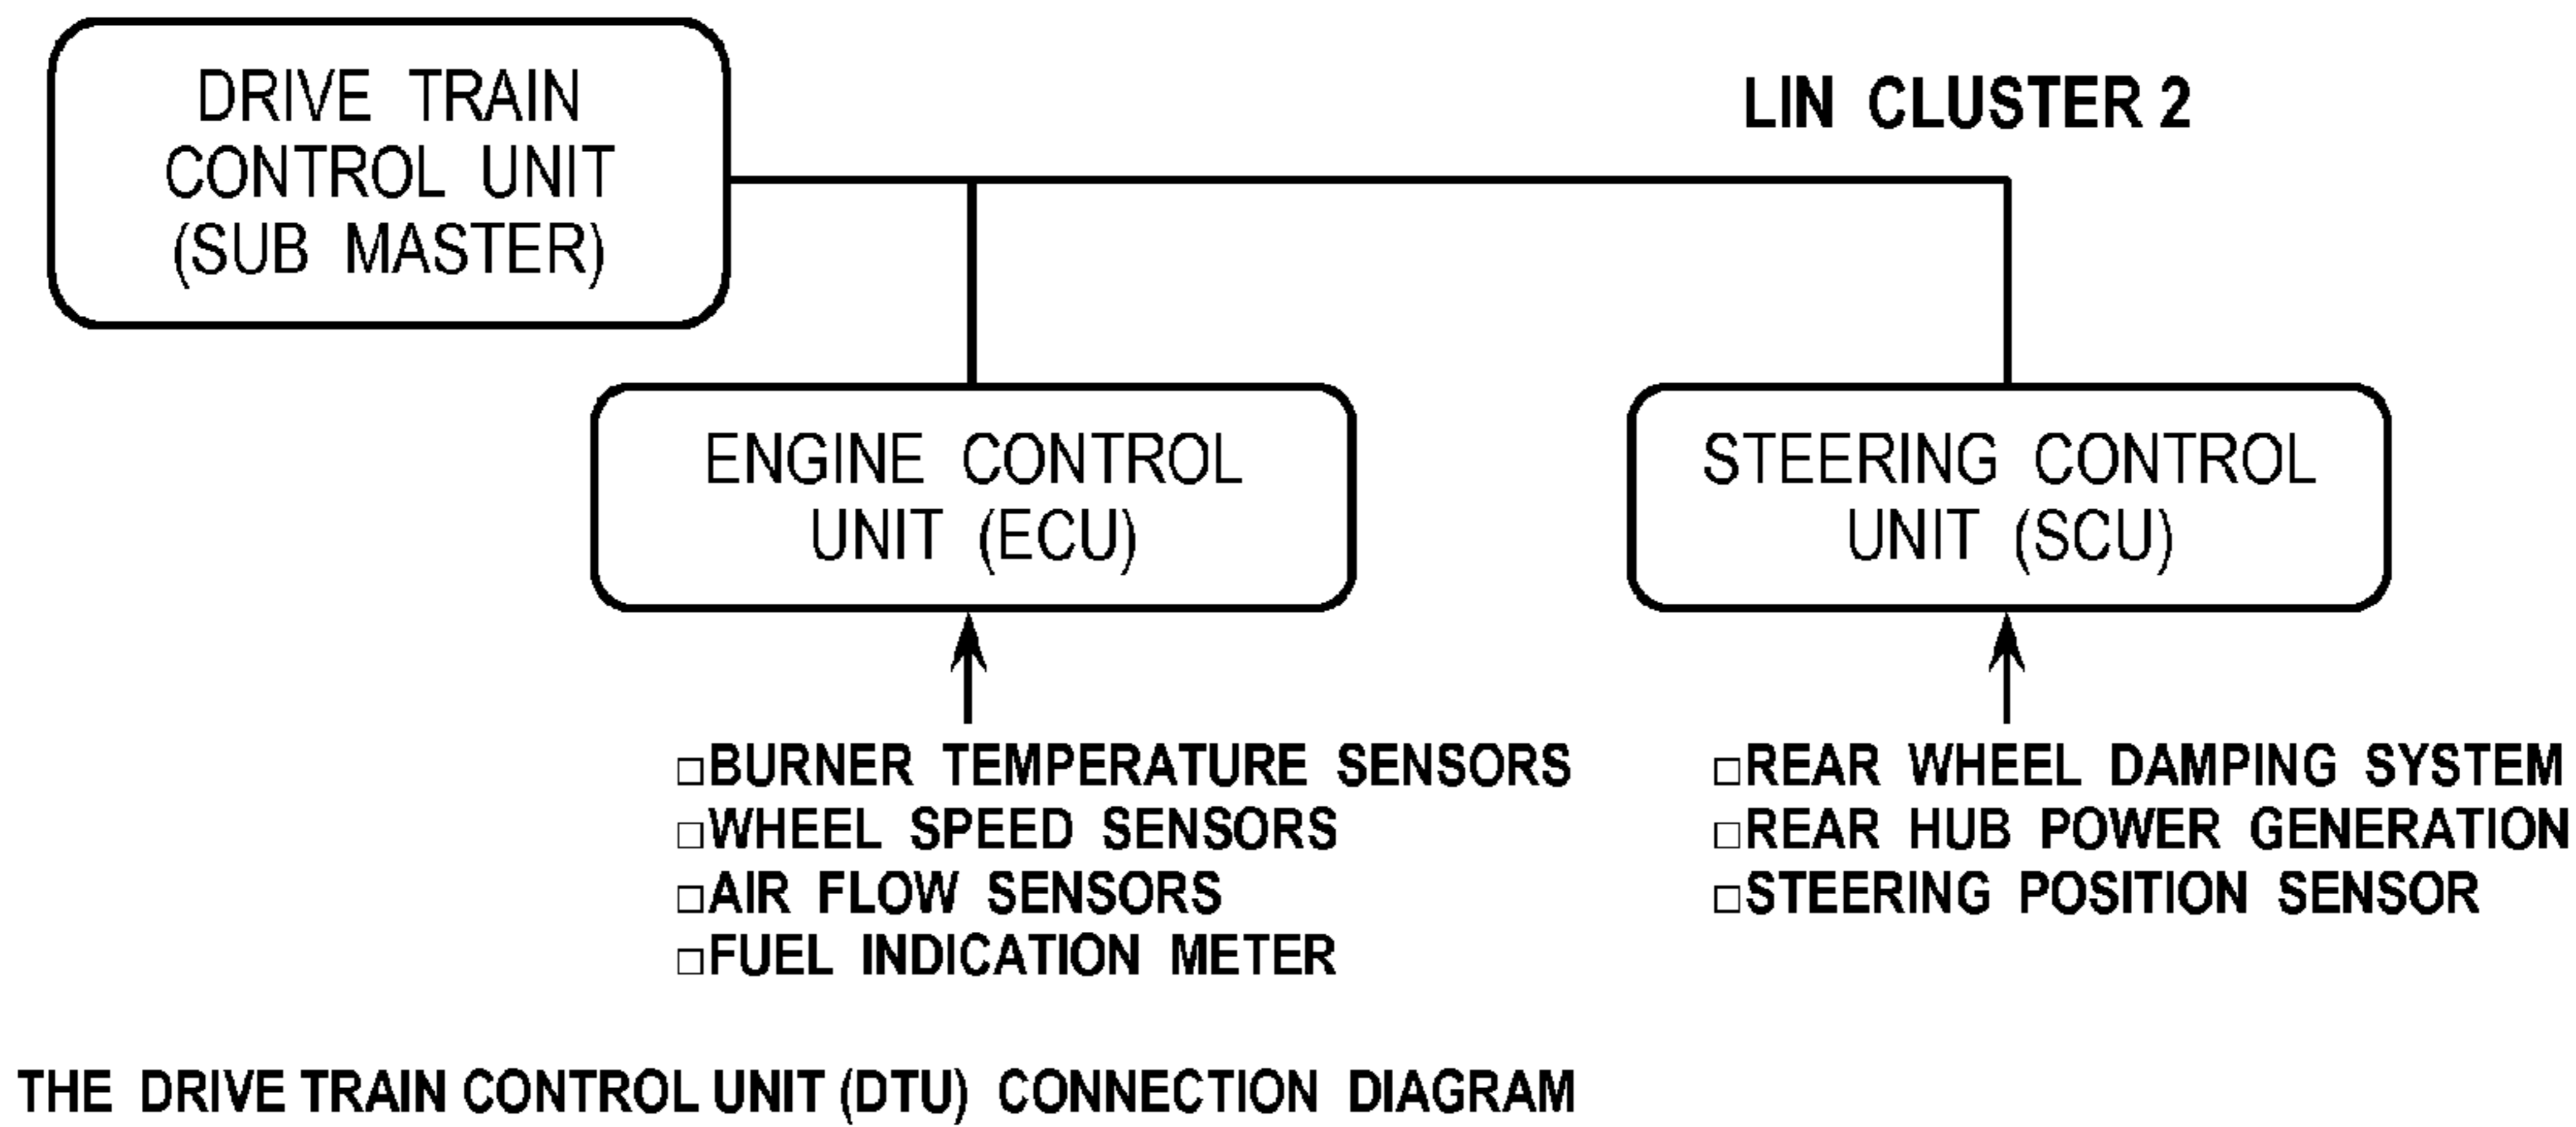 DRIVE TRAIN
CONTROL UNIT
(SUB MASTER)
LIN CLUSTER 2
ENGINE CONTROL
UNIT (ECU)
STEERING CONTROL
UNIT (SCU)
□BURNER TEMPERATURE SENSORS
□WHEEL SPEED SENSORS
□AIR FLOW SENSORS
□FUEL INDICATION METER
□REAR WHEEL DAMPING SYSTEM
□REAR HUB POWER GENERATION
□STEERING POSITION SENSOR
THE DRIVE TRAIN CONTROL UNIT (DTU) CONNECTION DIAGRAM